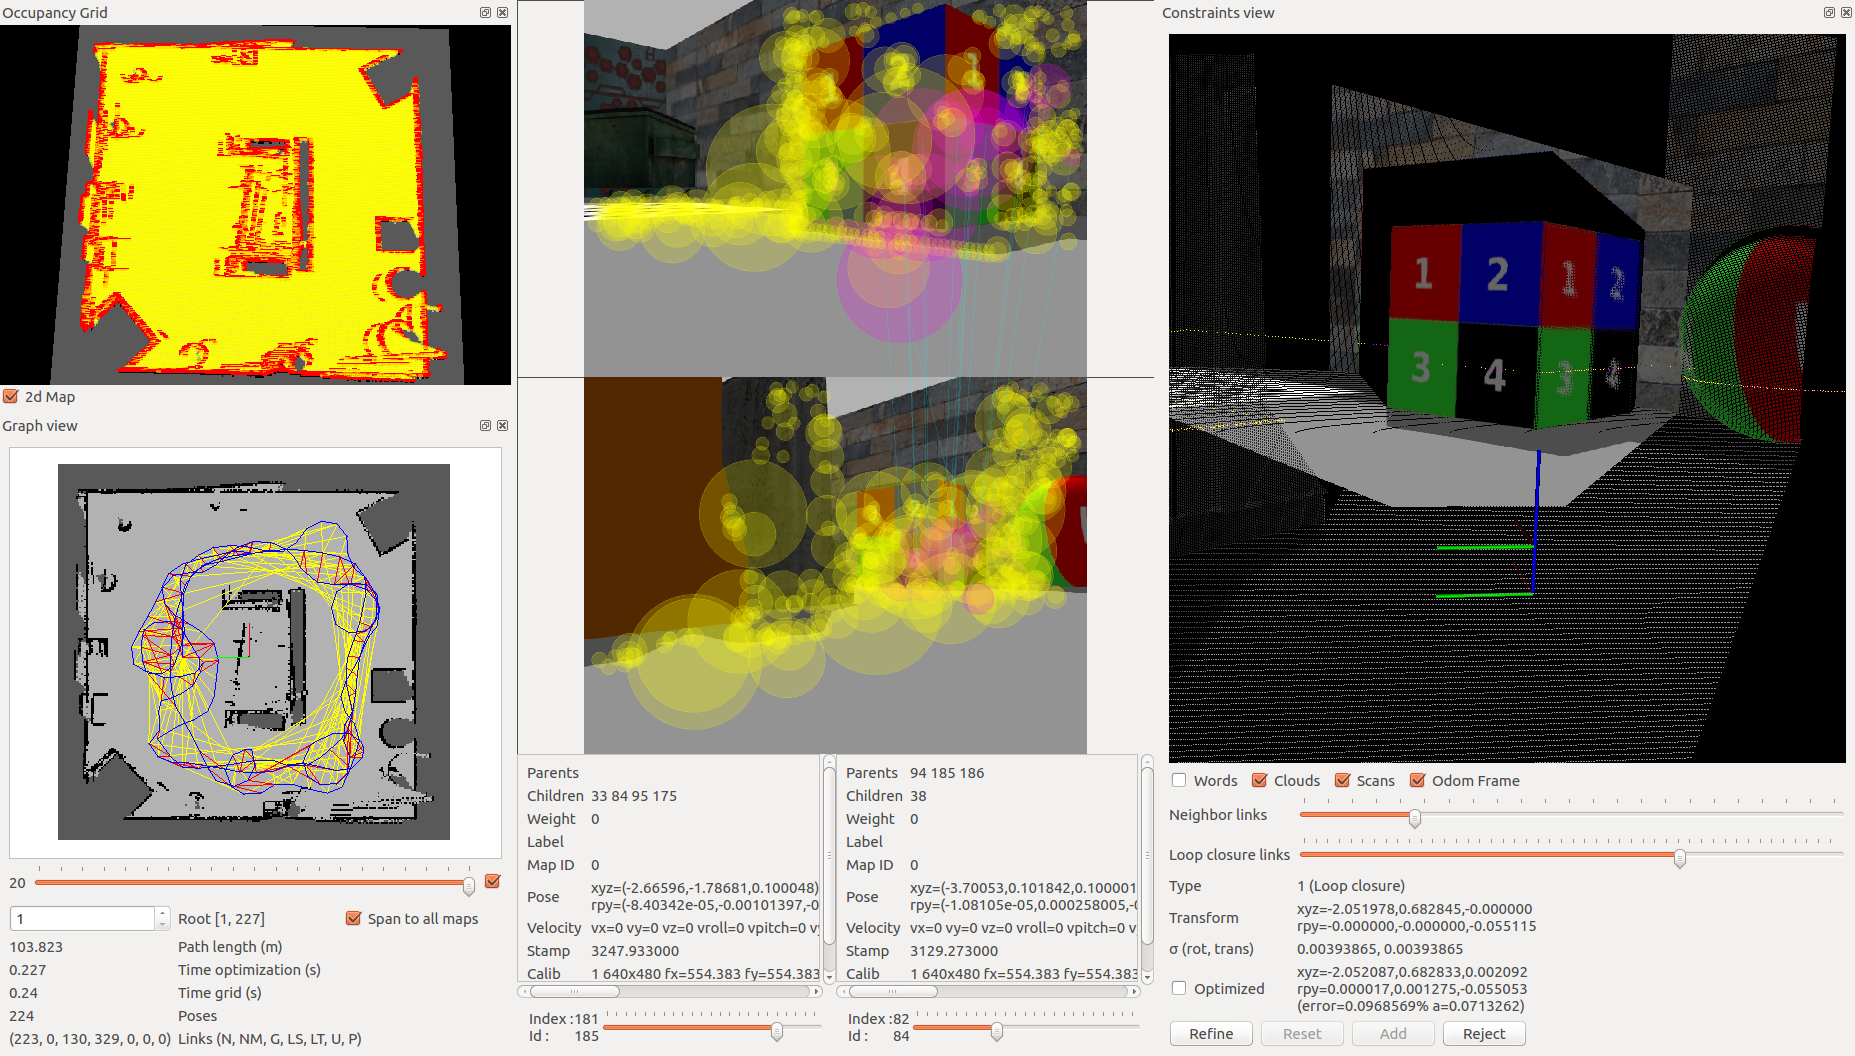 Occupancy Grid
2d Map
Graph view
20
1
Root [1, 227]
Span to all maps
103.823 Path length (m)
0.227 Time optimization (s)
0.24 Time grid (s)
224 Poses
(223, 0, 130, 329, 0, 0, 0) Links (N, NM, G, LS, LT, U, P)
2 1
Parents
Children 33 84 95 175
Weight 0
Label
Map ID 0
Pose xyz=(-2.66596,-1.78681,0.100048)
rpy=(-8.40342e-05,-0.00101397,-0
Velocity vx=0 vy=0 vz=0 vroll=0 vpitch=0 vy
Stamp 3247.933000
Calib 1 640x480 fx=554.383 fy=554.383
Index :181
Id : 185
Parents 94 185 186
Children 38
Weight 0
Label
Map ID 0
Pose xyz=(-3.70053,0.101842,0.100001
rpy=(-1.08105e-05,0.000258005,-0
Velocity vx=0 vy=0 vz=0 vroll=0 vpitch=0 v
Stamp 3129.273000
Calib 1 640x480 fx=554.383 fy=554.383
Index :82
Id : 84
Constraints view
1 2 1 2
3 4 3 4
Words Clouds Scans Odom Frame
Neighbor links
Loop closure links
Type 1 (Loop closure)
Transform xyz=-2.051978,0.682845,-0.000000
rpy=-0.000000,-0.000000,-0.055115
σ (rot, trans) 0.00393865, 0.00393865
Optimized xyz=-2.052087,0.682833,0.002092
rpy=0.000017,0.001275,-0.055053
(error=0.0968569% a=0.0713262)
Refine Reset Add Reject